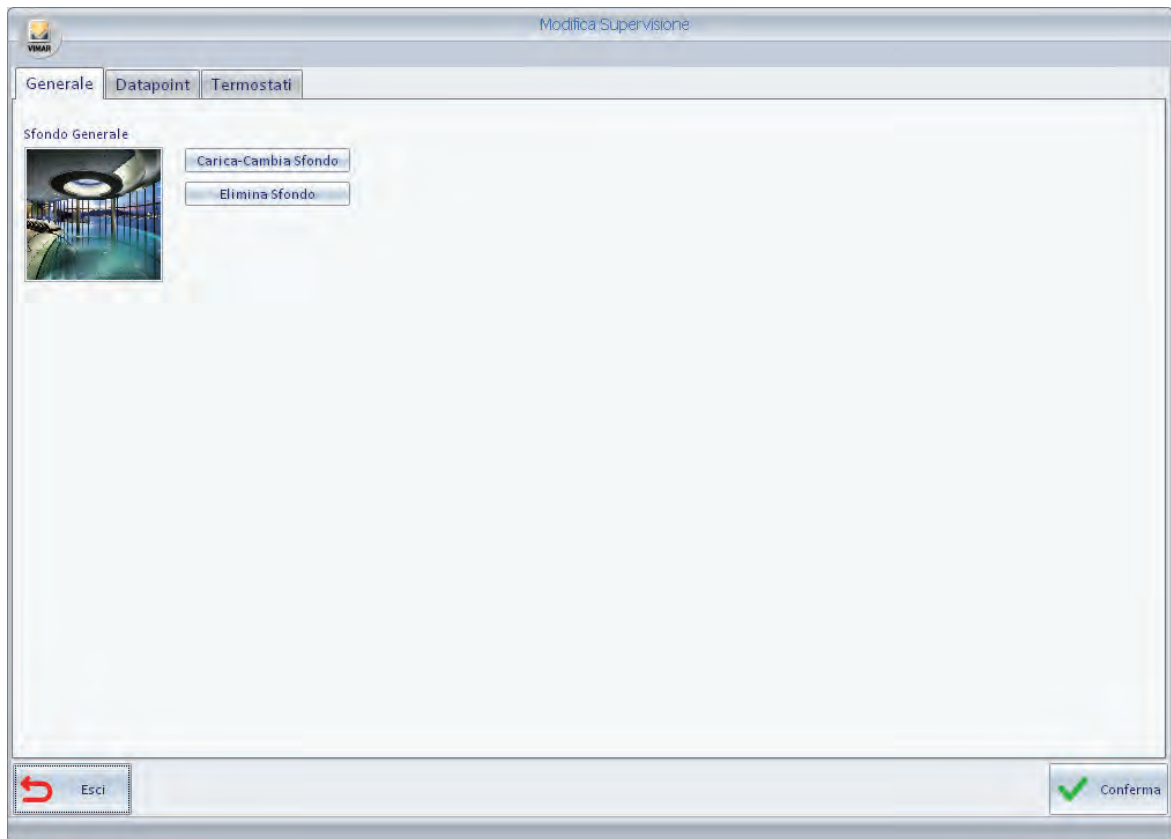 Modifica Supervisione
VIMAR
Generale Datapoint Termostati
Sfondo Generale
Carica-Cambia Sfondo
Elimina Sfondo
Esci Conferma